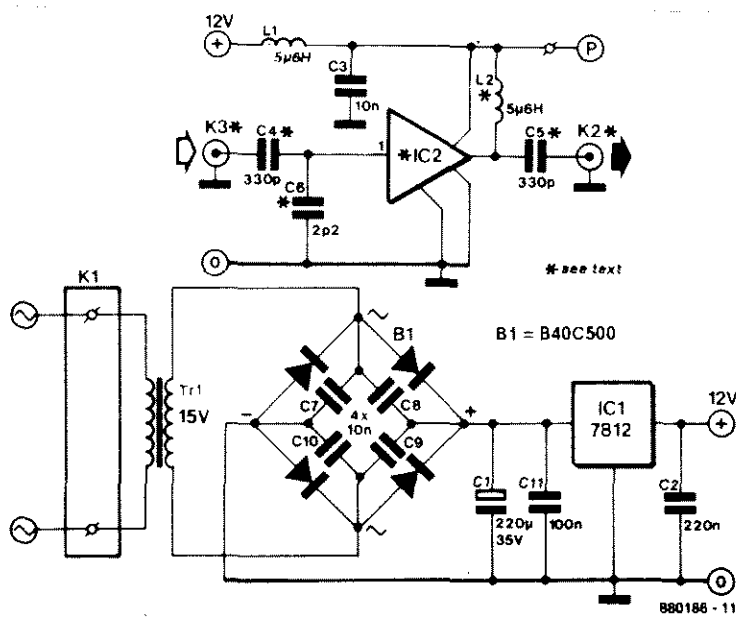 12V
+
L1
5µ6H
P
C3
10n
L2
*
5µ6H
K3*
C4*
330p
1
*IC2
C5*
330p
K2*
C6
*
2p2
0
* see text
K1
Tr1
15V
B1
B1 = B40C500
C7
C8
4x
10n
C10
C9
−
+
C1
220µ
35V
C11
100n
IC1
7812
12V
+
C2
220n
0
880186 - 11